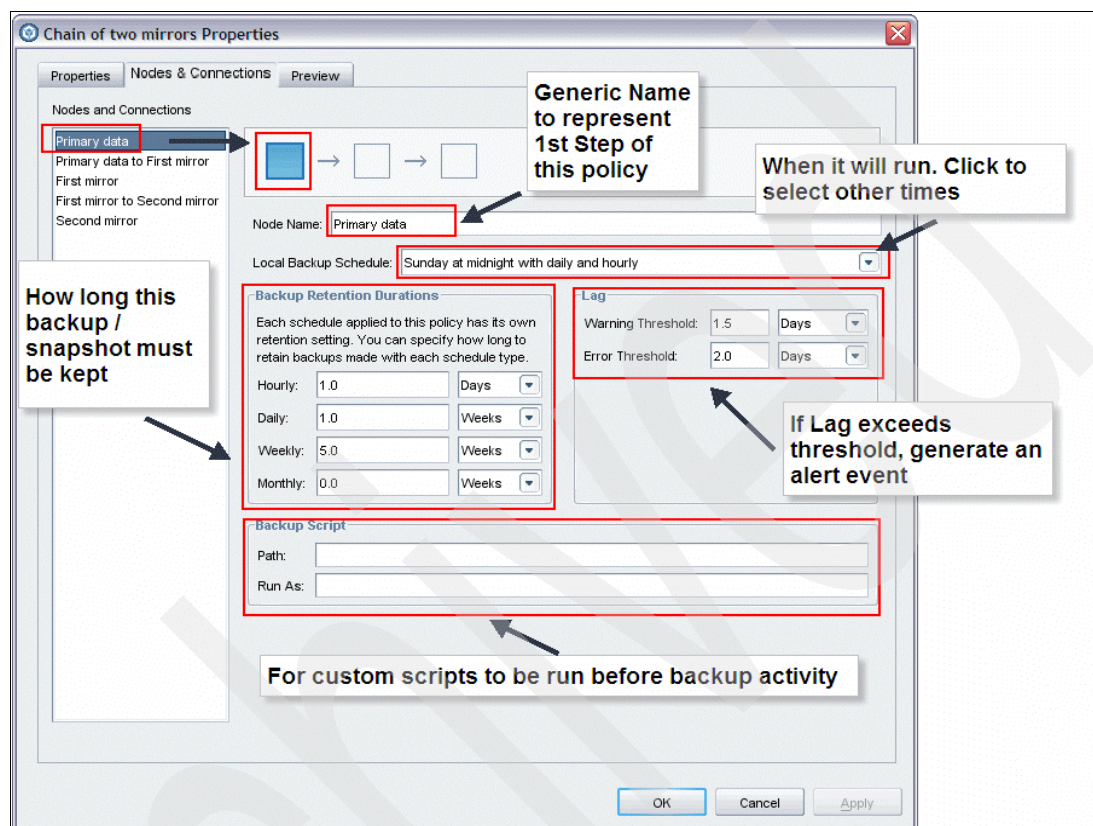 Chain of two mirrors Properties
Properties
Nodes & Connections
Preview
Nodes and Connections
Primary data
Primary data to First mirror
First mirror
First mirror to Second mirror
Second mirror
Generic Name
to represent
1st Step of
this policy
When it will run. Click to
select other times
Node Name: Primary data
Local Backup Schedule: Sunday at midnight with daily and hourly
How long this
backup /
snapshot must
be kept
Backup Retention Durations
Each schedule applied to this policy has its own
retention setting. You can specify how long to
retain backups made with each schedule type.
Hourly: 1.0 Days
Daily: 1.0 Weeks
Weekly: 5.0 Weeks
Monthly: 0.0 Weeks
Lag
Warning Threshold: 1.5 Days
Error Threshold: 2.0 Days
If Lag exceeds
threshold, generate an
alert event
Backup Script
Path:
Run As:
For custom scripts to be run before backup activity
OK
Cancel
Apply